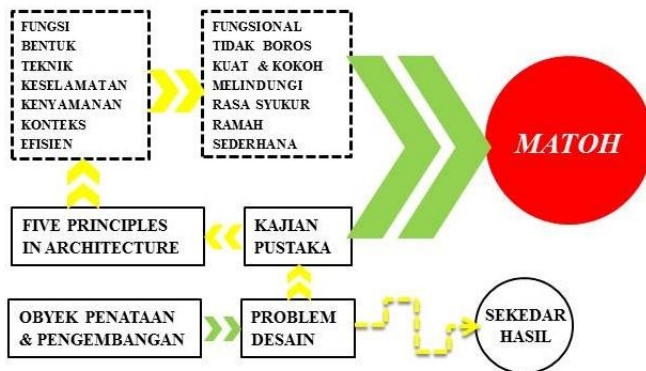 FUNGSI
BENTUK
TEKNIK
KESELAMATAN
KENYAMANAN
KONTEKS
EFISIEN
FUNGSIONAL
TIDAK BOROS
KUAT & KOKOH
MELINDUNGI
RASA SYUKUR
RAMAH
SEDERHANA
MATOH
FIVE PRINCIPLES
IN ARCHITECTURE
KAJIAN
PUSTAKA
OBYEK PENATAAN
& PENGEMBANGAN
PROBLEM
DESAIN
SEKEDAR
HASIL